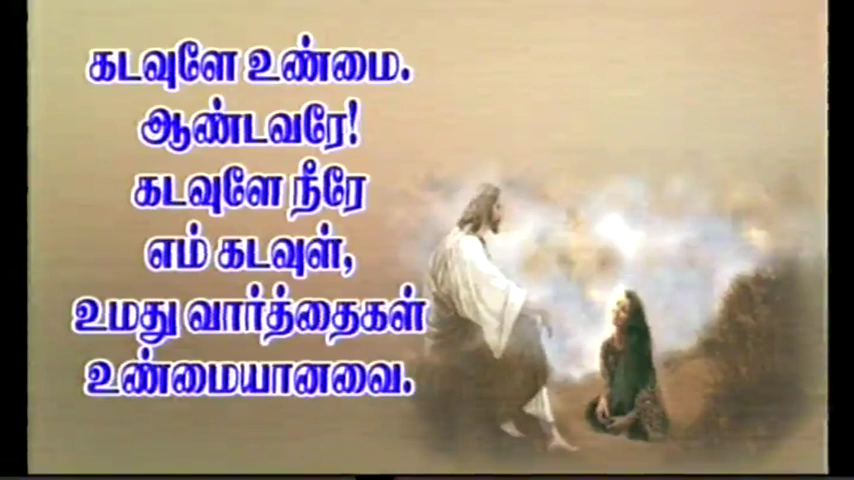 கடவுளே உண்மை.
ஆண்டவரே!
கடவுளே நீரே
எம் கடவுள்,
உமது வார்த்தைகள்
உண்மையானவை.